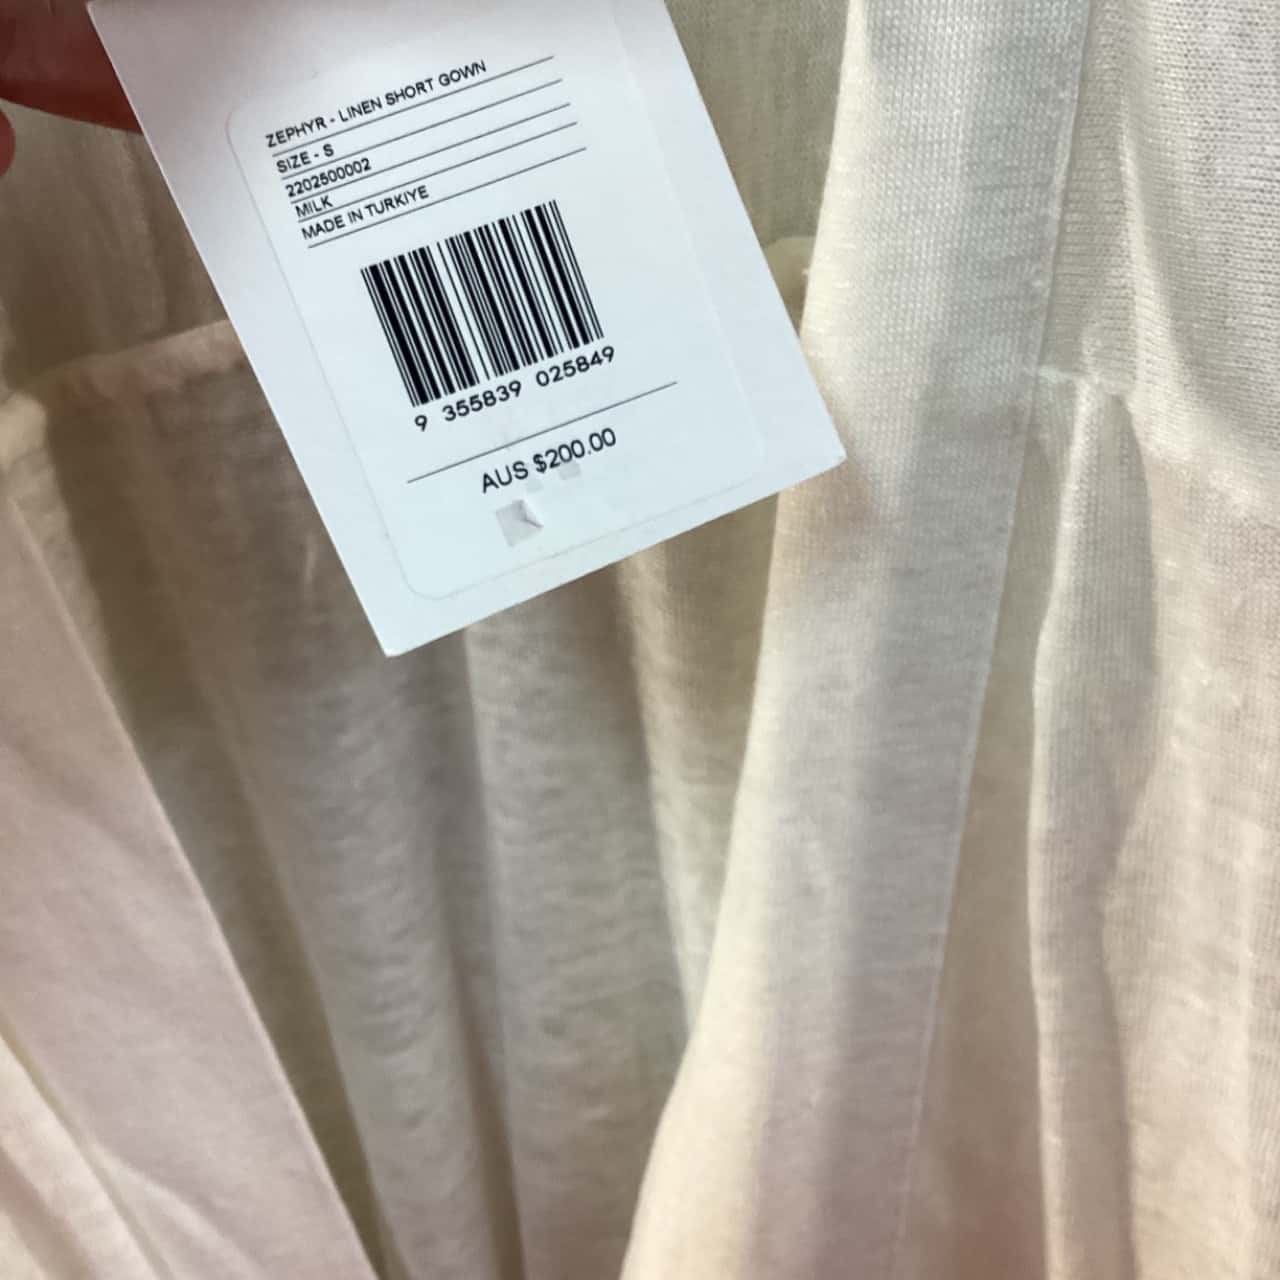 ZEPHYR - LINEN SHORT GOWN
SIZE - S
2202500002
MILK
MADE IN TURKIYE
9 355839 025849
AUS $200.00